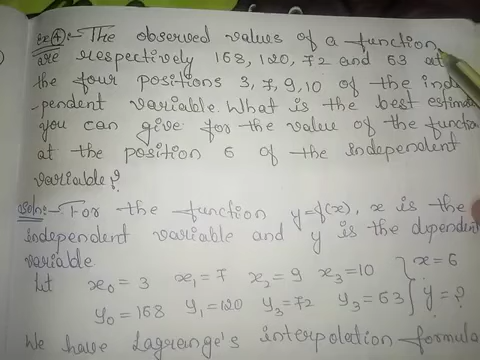 ex④:- The observed values of a function
are respectively 168, 120, 72 and 63 at
the four positions 3, 7, 9, 10 of the inde
-pendent variable. What is the best estima
you can give for the value of the functio
at the position 6 of the independent
variable?
Soln:- For the function y=f(x), x is the
independent variable and y is the dependent
variable
Let x₀ = 3 x₁ = 7 x₂ = 9 x₃ = 10 } x = 6
y₀ = 168 y₁ = 120 y₃ = 72 y₃ = 63 } y = ?
We have Lagrange's interpolation formula